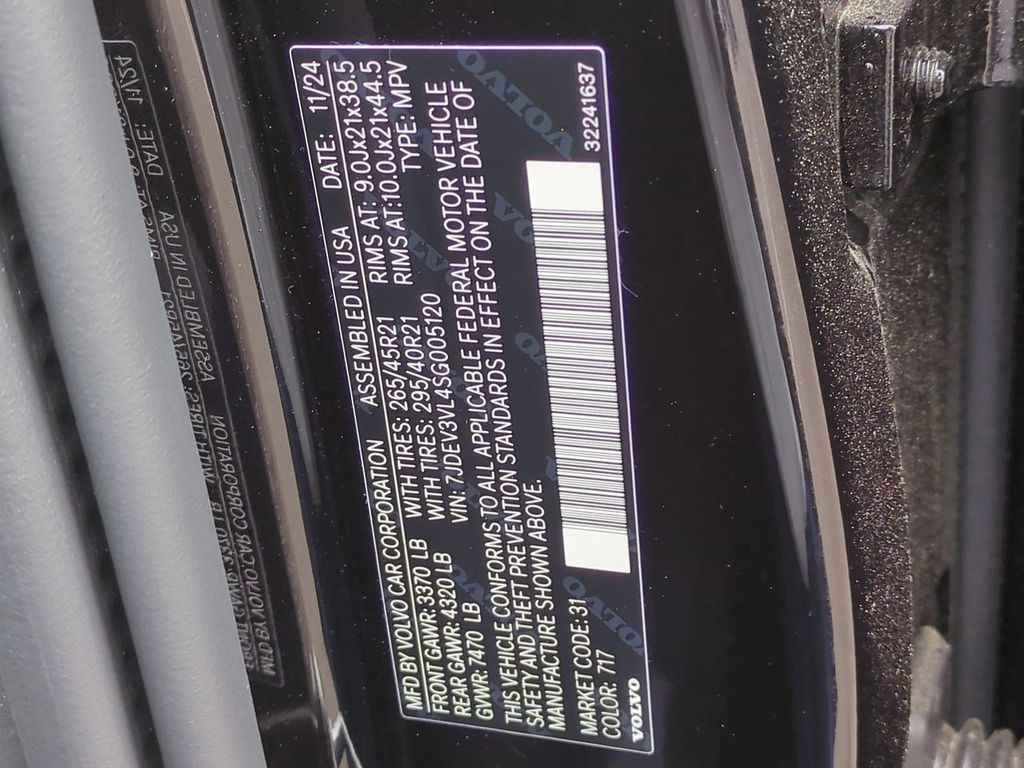 MFD BY VOLVO CAR CORPORATION ASSEMBLED IN USA DATE: 11/24
FRONT GAWR: 3370 LB WITH TIRES: 265/45R21 RIMS AT: 9.0Jx21x38.5
REAR GAWR: 4320 LB WITH TIRES: 295/40R21 RIMS AT:10.0Jx21x44.5
GVWR: 7470 LB VIN: 7JDEV3VL4SG005120 TYPE: MPV
THIS VEHICLE CONFORMS TO ALL APPLICABLE FEDERAL MOTOR VEHICLE
SAFETY AND THEFT PREVENTION STANDARDS IN EFFECT ON THE DATE OF
MANUFACTURE SHOWN ABOVE.
MARKET CODE:31
COLOR: 717
VOLVO
32241637